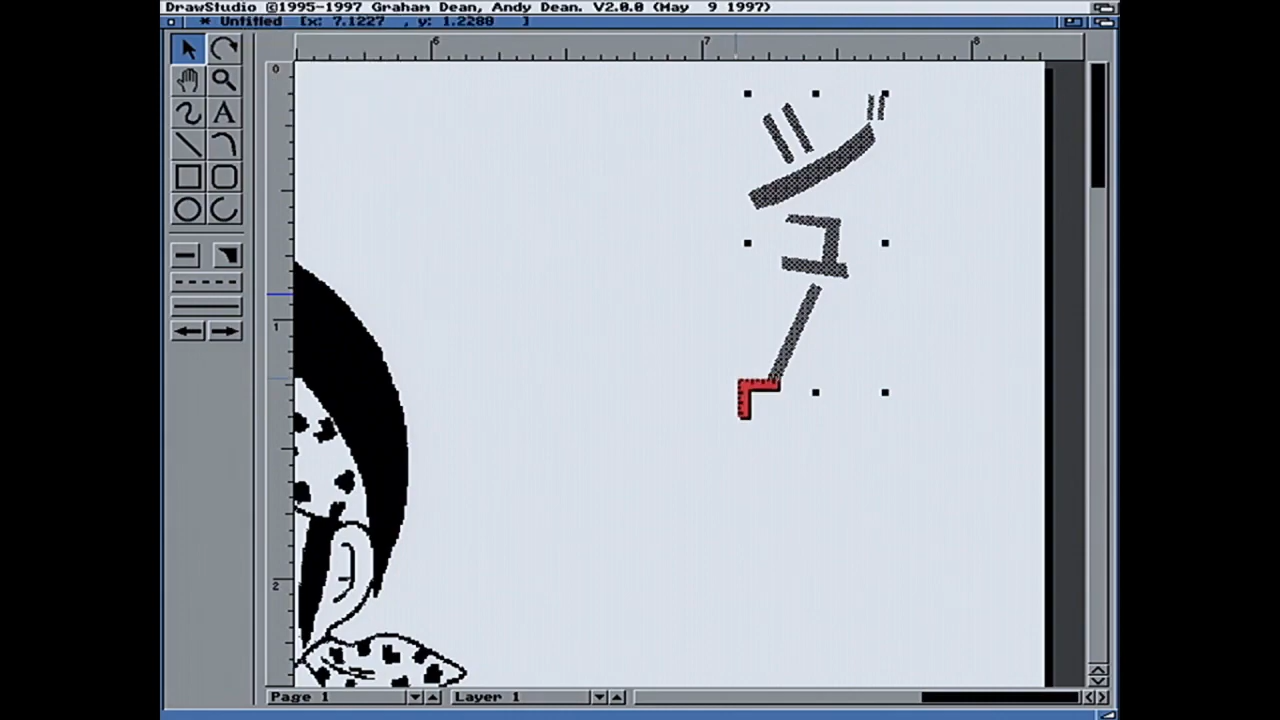 DrawStudio ©1995-1997 Graham Dean, Andy Dean. V2.0.0 (May 9 1997)
* Untitled [x: 7.1227 , y: 1.2288 ]
6 7 8
A
0
1
2
ジュー
Page 1
Layer 1